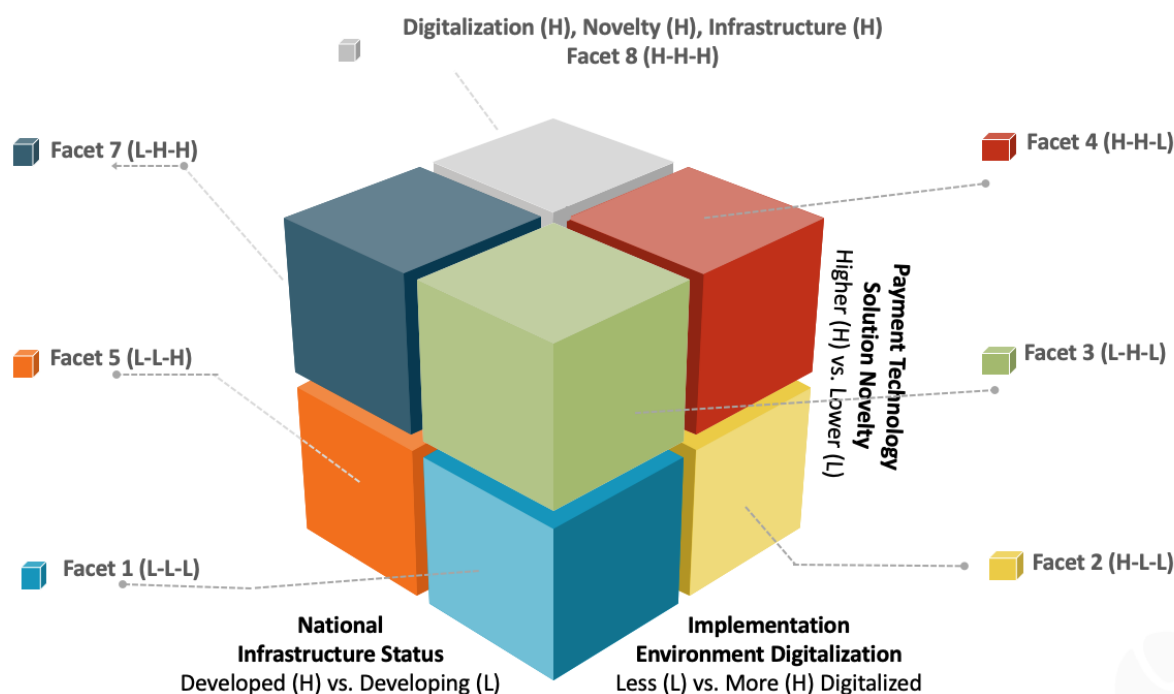 Digitalization (H), Novelty (H), Infrastructure (H)
Facet 8 (H-H-H)
Facet 7 (L-H-H)
Facet 4 (H-H-L)
Payment Technology
Solution Novelty
Higher (H) vs. Lower (L)
Facet 5 (L-L-H)
Facet 3 (L-H-L)
Facet 1 (L-L-L)
Facet 2 (H-L-L)
National
Infrastructure Status
Developed (H) vs. Developing (L)
Implementation
Environment Digitalization
Less (L) vs. More (H) Digitalized